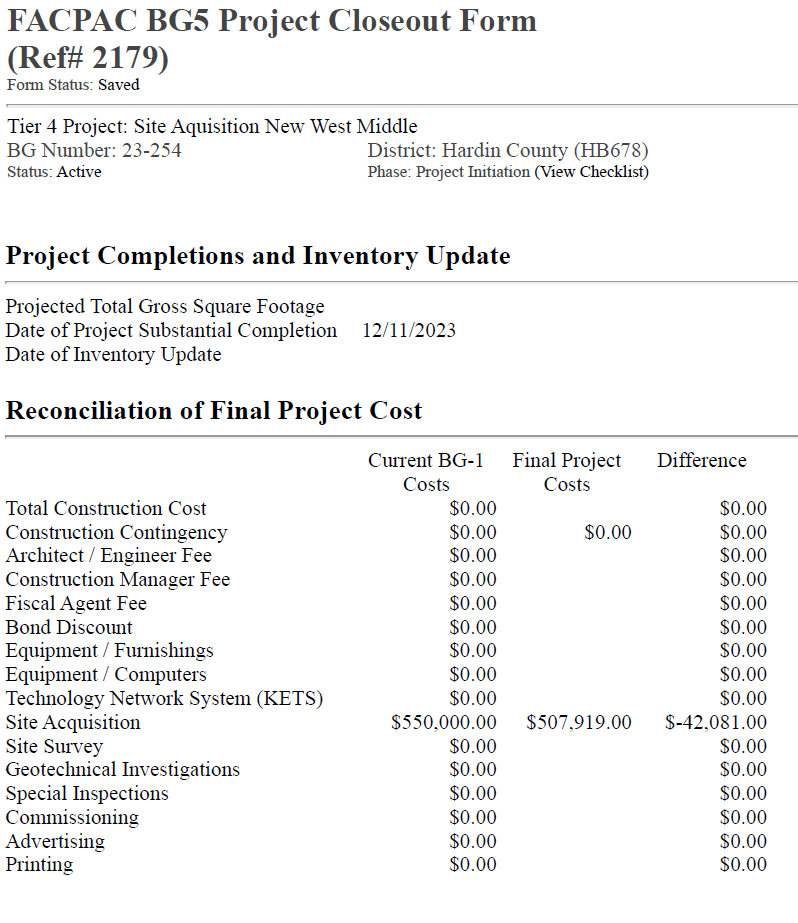 FACPAC BG5 Project Closeout Form
(Ref# 2179)
Form Status: Saved
Tier 4 Project: Site Aquisition New West Middle
BG Number: 23-254 District: Hardin County (HB678)
Status: Active Phase: Project Initiation (View Checklist)
Project Completions and Inventory Update
Projected Total Gross Square Footage
Date of Project Substantial Completion 12/11/2023
Date of Inventory Update
Reconciliation of Final Project Cost
Current BG-1 Final Project Difference
Costs Costs
Total Construction Cost $0.00 $0.00
Construction Contingency $0.00 $0.00 $0.00
Architect / Engineer Fee $0.00 $0.00
Construction Manager Fee $0.00 $0.00
Fiscal Agent Fee $0.00 $0.00
Bond Discount $0.00 $0.00
Equipment / Furnishings $0.00 $0.00
Equipment / Computers $0.00 $0.00
Technology Network System (KETS) $0.00 $0.00
Site Acquisition $550,000.00 $507,919.00 $-42,081.00
Site Survey $0.00 $0.00
Geotechnical Investigations $0.00 $0.00
Special Inspections $0.00 $0.00
Commissioning $0.00 $0.00
Advertising $0.00 $0.00
Printing $0.00 $0.00